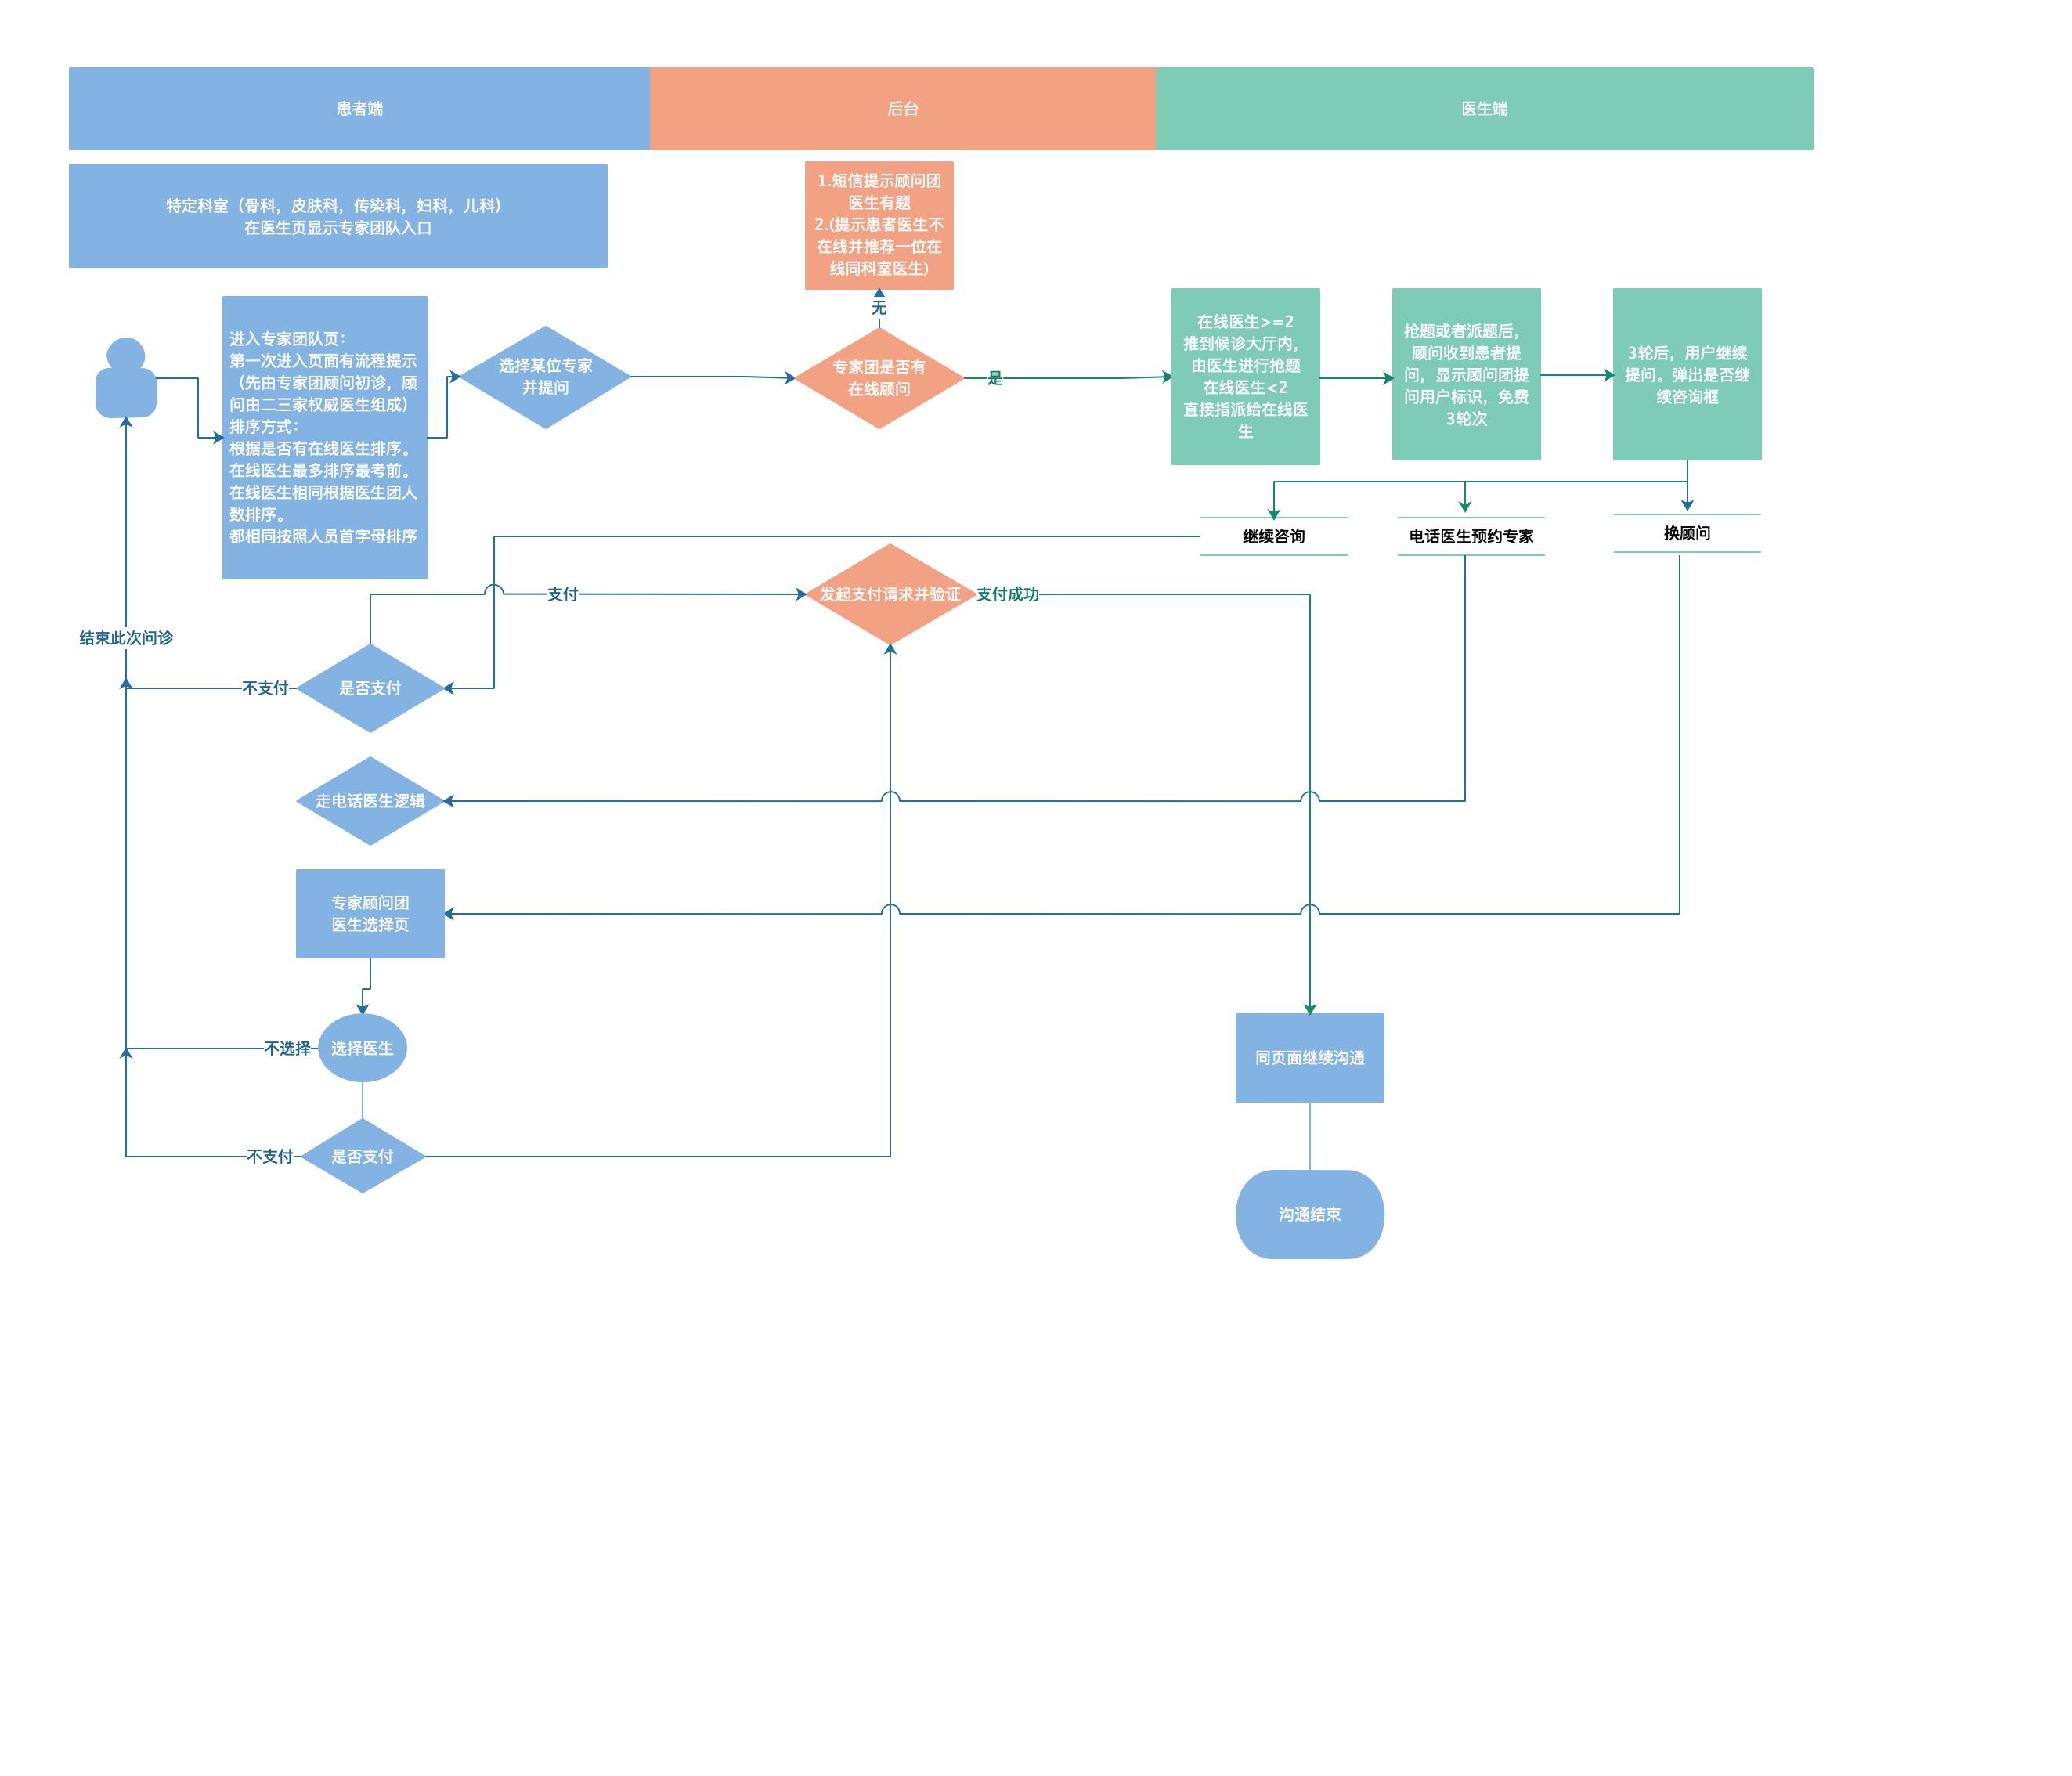 患者端
后台
医生端
特定科室（骨科，皮肤科，传染科，妇科，儿科）
在医生页显示专家团队入口
1.短信提示顾问团
医生有题
2.(提示患者医生不
在线并推荐一位在
线同科室医生)
无
进入专家团队页：
第一次进入页面有流程提示
（先由专家团顾问初诊，顾
问由二三家权威医生组成）
排序方式：
根据是否有在线医生排序。
在线医生最多排序最考前。
在线医生相同根据医生团人
数排序。
都相同按照人员首字母排序
选择某位专家
并提问
专家团是否有
在线顾问
是
在线医生>=2
推到候诊大厅内，
由医生进行抢题
在线医生<2
直接指派给在线医
生
抢题或者派题后，
顾问收到患者提
问，显示顾问团提
问用户标识，免费
3轮次
3轮后，用户继续
提问。弹出是否继
续咨询框
继续咨询
电话医生预约专家
换顾问
支付
发起支付请求并验证
支付成功
结束此次问诊
不支付
是否支付
走电话医生逻辑
专家顾问团
医生选择页
不选择
选择医生
同页面继续沟通
不支付
是否支付
沟通结束